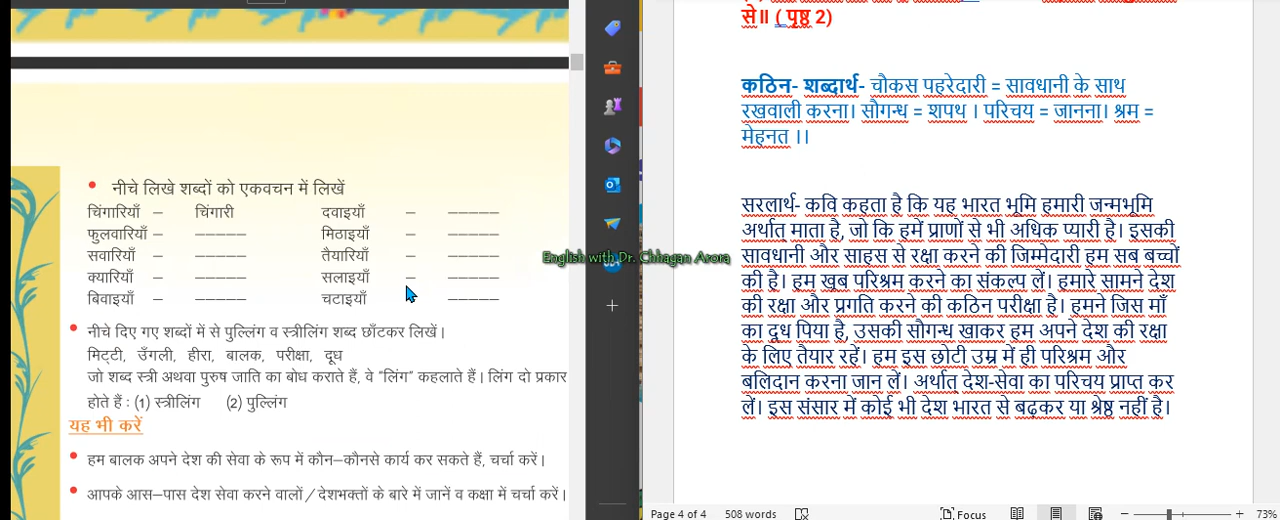 नीचे लिखे शब्दों को एकवचन में लिखें
चिंगारियाँ – चिंगारी दवाइयाँ – –––––
फुलवारियाँ – ––––– मिठाइयाँ – –––––
सवारियाँ – ––––– तैयारियाँ – –––––
क्यारियाँ – ––––– सलाइयाँ – –––––
बिवाइयाँ – ––––– चटाइयाँ – –––––
नीचे दिए गए शब्दों में से पुल्लिंग व स्त्रीलिंग शब्द छाँटकर लिखें।
मिट्टी, उँगली, हीरा, बालक, परीक्षा, दूध
जो शब्द स्त्री अथवा पुरुष जाति का बोध कराते हैं, वे "लिंग" कहलाते हैं। लिंग दो प्रकार
होते हैं : (1) स्त्रीलिंग (2) पुल्लिंग
यह भी करें
हम बालक अपने देश की सेवा के रूप में कौन–कौनसे कार्य कर सकते हैं, चर्चा करें।
आपके आस–पास देश सेवा करने वालों/देशभक्तों के बारे में जानें व कक्षा में चर्चा करें।
English with Dr. Chhagan Arora
से॥ ( पृष्ठ 2)
कठिन- शब्दार्थ- चौकस पहरेदारी = सावधानी के साथ
रखवाली करना। सौगन्ध = शपथ । परिचय = जानना। श्रम =
मेहनत ।।
सरलार्थ- कवि कहता है कि यह भारत भूमि हमारी जन्मभूमि
अर्थात् माता है, जो कि हमें प्राणों से भी अधिक प्यारी है। इसकी
सावधानी और साहस से रक्षा करने की जिम्मेदारी हम सब बच्चों
की है। हम खूब परिश्रम करने का संकल्प लें। हमारे सामने देश
की रक्षा और प्रगति करने की कठिन परीक्षा है। हमने जिस माँ
का दूध पिया है, उसकी सौगन्ध खाकर हम अपने देश की रक्षा
के लिए तैयार रहें। हम इस छोटी उम्र में ही परिश्रम और
बलिदान करना जान लें। अर्थात् देश-सेवा का परिचय प्राप्त कर
लें। इस संसार में कोई भी देश भारत से बढ़कर या श्रेष्ठ नहीं है।
Page 4 of 4 508 words Focus 73%